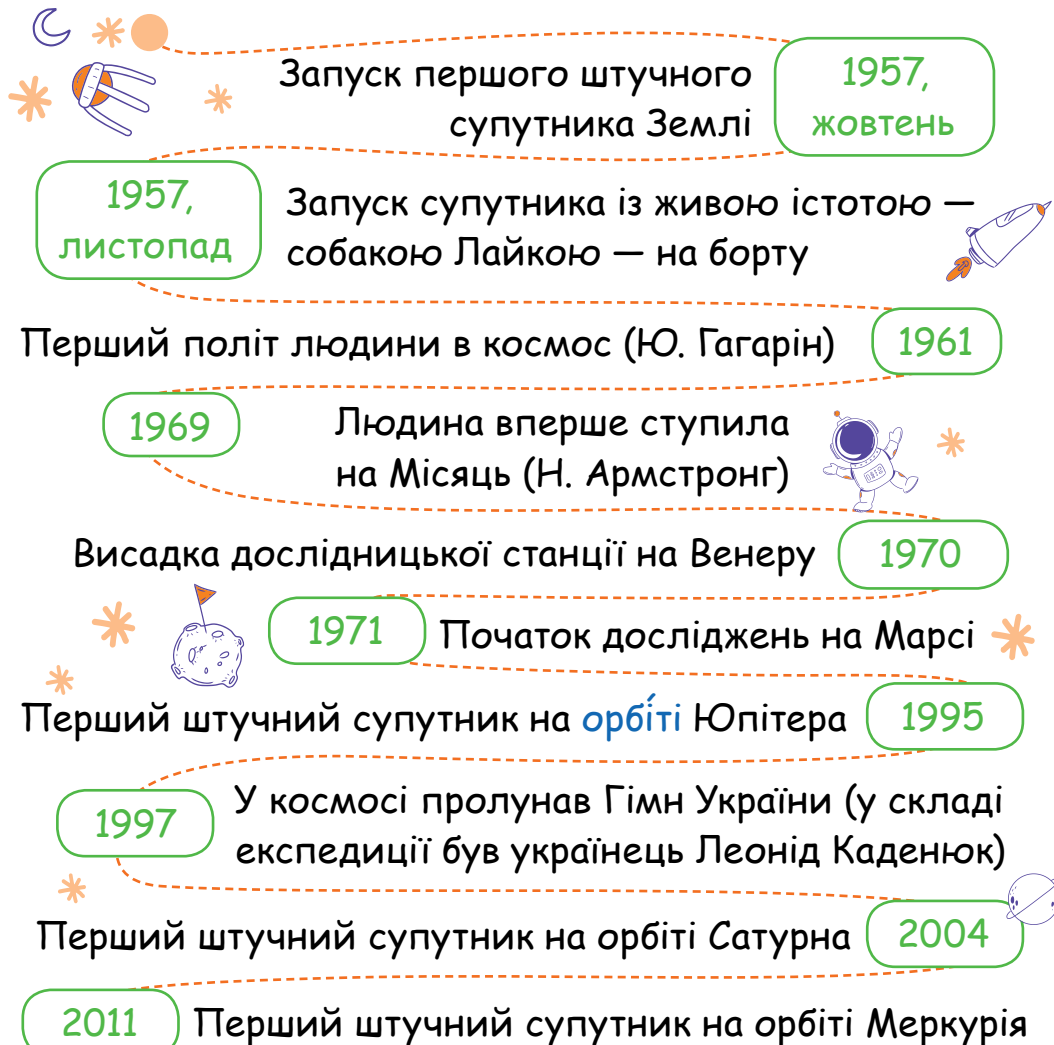 Запуск першого штучного
супутника Землі
1957,
жовтень
1957,
листопад
Запуск супутника із живою істотою —
собакою Лайкою — на борту
Перший політ людини в космос (Ю. Гагарін)
1961
1969
Людина вперше ступила
на Місяць (Н. Армстронг)
Висадка дослідницької станції на Венеру
1970
1971
Початок досліджень на Марсі
Перший штучний супутник на орбі́ті Юпітера
1995
1997
У космосі пролунав Гімн України (у складі
експедиції був українець Леонід Каденюк)
Перший штучний супутник на орбіті Сатурна
2004
2011
Перший штучний супутник на орбіті Меркурія